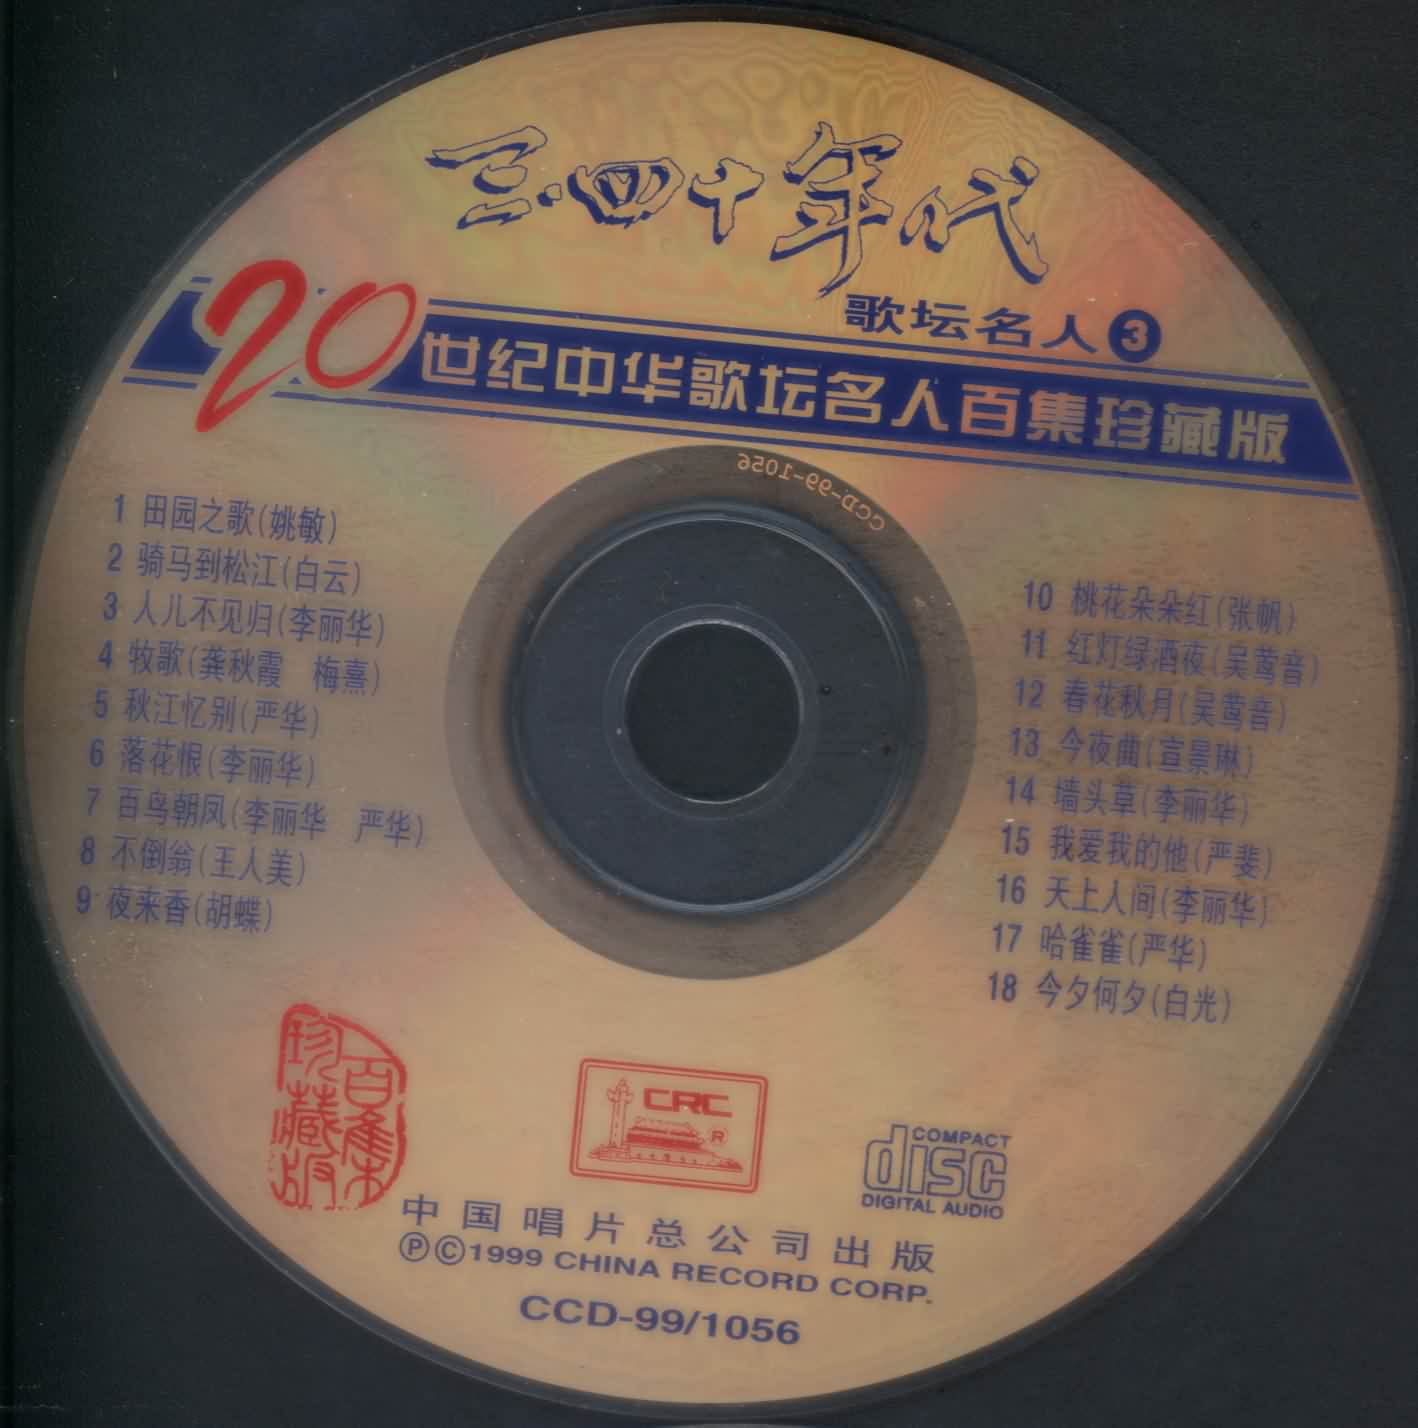 三·四十年代
歌坛名人3
20世纪中华歌坛名人百集珍藏版
CCD-99-1056
1 田园之歌(姚敏)
2 骑马到松江(白云)
3 人儿不见归(李丽华)
4 牧歌(龚秋霞 梅熹)
5 秋江忆别(严华)
6 落花恨(李丽华)
7 百鸟朝凤(李丽华 严华)
8 不倒翁(王人美)
9 夜来香(胡蝶)
10 桃花朵朵红(张帆)
11 红灯绿酒夜(吴莺音)
12 春花秋月(吴莺音)
13 今夜曲(宣景琳)
14 墙头草(李丽华)
15 我爱我的他(严斐)
16 天上人间(李丽华)
17 哈雀雀(严华)
18 今夕何夕(白光)
百集
珍藏版
CRC
®
COMPACT
disc
DIGITAL AUDIO
中国唱片总公司出版
ⓅⒸ1999 CHINA RECORD CORP.
CCD-99/1056